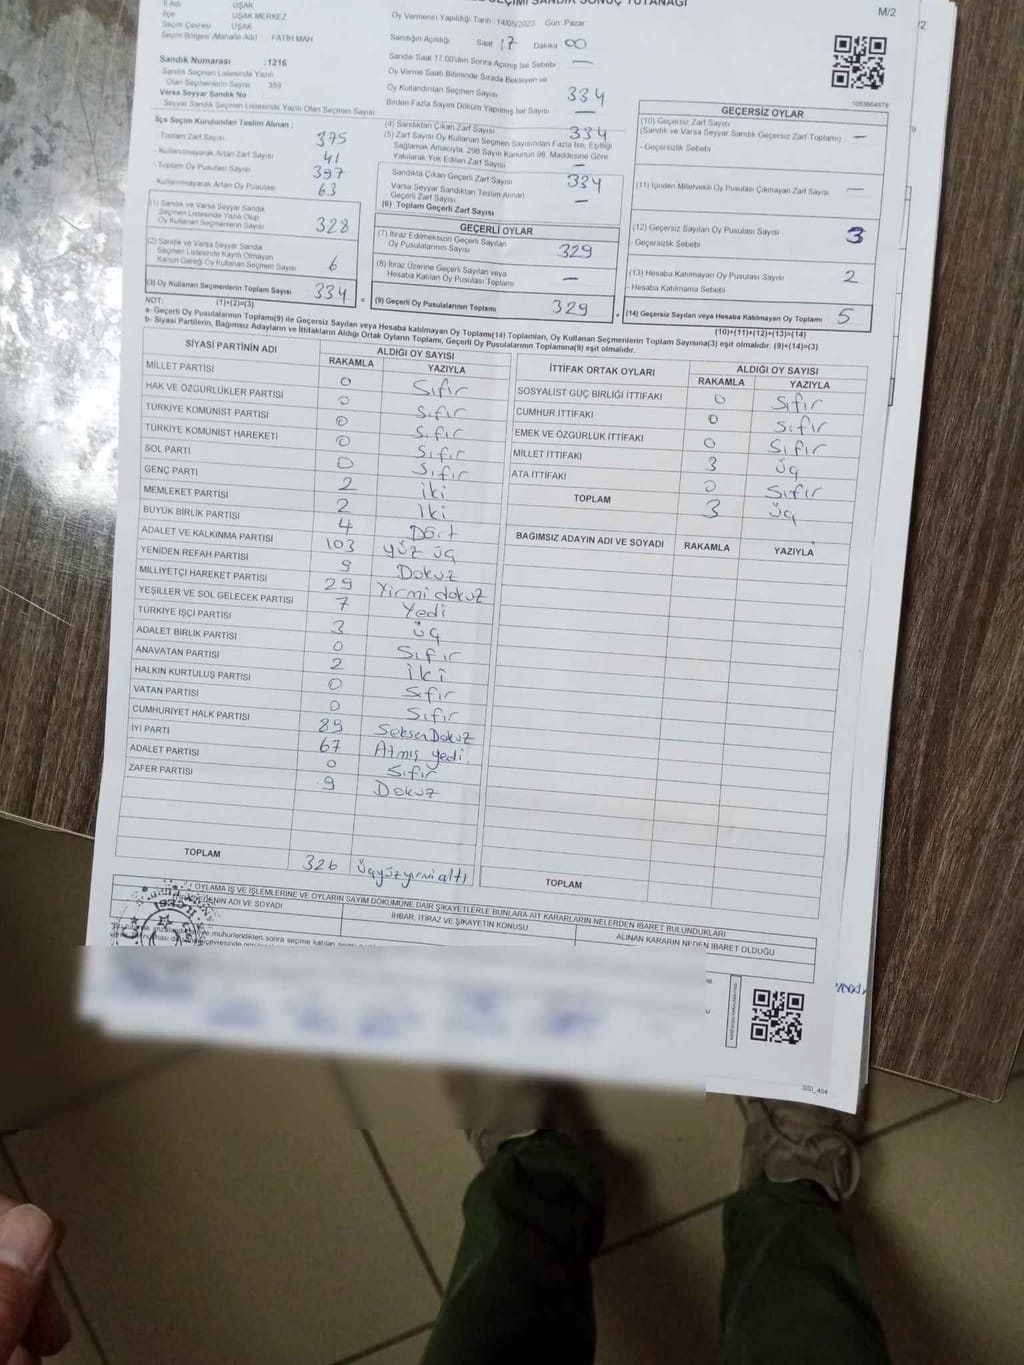 M/2
İli Adı UŞAK
İlçe UŞAK MERKEZ
Seçim Çevresi UŞAK
Seçim Bölgesi (Mahalle Adı) FATİH MAH.
Sandık Numarası :1216
Sandık Seçmen Listesinde Yazılı
Olan Seçmenlerin Sayısı 359
Varsa Seyyar Sandık No
Seyyar Sandık Seçmen Listesinde Yazılı Olan Seçmen Sayısı
SEÇİMİ SANDIK SONUÇ TUTANAĞI
Oy Vermenin Yapıldığı Tarih :14/05/2023 Gün: Pazar
Sandığın Açıldığı Saat 17 Dakika 00
Sandık Saat 17:00'den Sonra Açılmış İse Sebebi —
Oy Verme Saati Bitiminde Sırada Bekleyen ve
Oy Kullandırılan Seçmen Sayısı 334
Birden Fazla Sayım Döküm Yapılmış İse Sayısı —
1083664876
İlçe Seçim Kurulundan Teslim Alınan ;
- Toplam Zarf Sayısı 375
- Kullanılmayarak Artan Zarf Sayısı 41
- Toplam Oy Pusulası Sayısı 397
- Kullanılmayarak Artan Oy Pusulası 63
(1) Sandık ve Varsa Seyyar Sandık
Seçmen Listesinde Yazılı Olup
Oy Kullanan Seçmenlerin Sayısı 328
(2) Sandık ve Varsa Seyyar Sandık
Seçmen Listesinde Kayıtlı Olmayan
Kanun Gereği Oy Kullanan Seçmen Sayısı 6
(3) Oy Kullanan Seçmenlerin Toplam Sayısı 334
(1)+(2)=(3)
(4) Sandıktan Çıkan Zarf Sayısı 334
(5) Zarf Sayısı Oy Kullanan Seçmen Sayısından Fazla İse, Eşitliği
Sağlamak Amacıyla, 298 Sayılı Kanunun 98. Maddesine Göre
Yakılarak Yok Edilen Zarf Sayısı —
Sandıkta Çıkan Geçerli Zarf Sayısı 334
Varsa Seyyar Sandıktan Teslim Alınan
Geçerli Zarf Sayısı —
(6) Toplam Geçerli Zarf Sayısı
GEÇERLİ OYLAR
(7) İtiraz Edilmeksizin Geçerli Sayılan
Oy Pusulalarının Sayısı 329
(8) İtiraz Üzerine Geçerli Sayılan veya
Hesaba Katılan Oy Pusulası Toplamı —
= (9) Geçerli Oy Pusulalarının Toplamı 329
GEÇERSİZ OYLAR
(10) Geçersiz Zarf Sayısı
(Sandık ve Varsa Seyyar Sandık Geçersiz Zarf Toplamı) —
- Geçersizlik Sebebi
(11) İçinden Milletvekili Oy Pusulası Çıkmayan Zarf Sayısı —
(12) Geçersiz Sayılan Oy Pusulası Sayısı 3
- Geçersizlik Sebebi
(13) Hesaba Katılmayan Oy Pusulası Sayısı 2
- Hesaba Katılmama Sebebi
+ (14) Geçersiz Sayılan veya Hesaba Katılmayan Oy Toplamı 5
(10)+(11)+(12)+(13)=(14)
NOT:
a- Geçerli Oy Pusulalarının Toplamı(9) ile Geçersiz Sayılan veya Hesaba katılmayan Oy Toplamı(14) Toplamları, Oy Kullanan Seçmenlerin Toplam Sayısına(3) eşit olmalıdır. (9)+(14)=(3)
b- Siyasi Partilerin, Bağımsız Adayların ve İttifakların Aldığı Ortak Oyların Toplamı, Geçerli Oy Pusulalarının Toplamına(9) eşit olmalıdır.
SİYASİ PARTİNİN ADI ALDIĞI OY SAYISI
RAKAMLA YAZIYLA
MİLLET PARTİSİ 0 Sıfır
HAK VE ÖZGÜRLÜKLER PARTİSİ 0 Sıfır
TÜRKİYE KOMÜNİST PARTİSİ 0 Sıfır
TÜRKİYE KOMÜNİST HAREKETİ 0 Sıfır
SOL PARTİ 0 Sıfır
GENÇ PARTİ 2 iki
MEMLEKET PARTİSİ 2 iki
BÜYÜK BİRLİK PARTİSİ 4 Dört
ADALET VE KALKINMA PARTİSİ 103 yüz üç
YENİDEN REFAH PARTİSİ 9 Dokuz
MİLLİYETÇİ HAREKET PARTİSİ 29 Yirmi dokuz
YEŞİLLER VE SOL GELECEK PARTİSİ 7 Yedi
TÜRKİYE İŞÇİ PARTİSİ 3 üç
ADALET BİRLİK PARTİSİ 0 Sıfır
ANAVATAN PARTİSİ 2 iki
HALKIN KURTULUŞ PARTİSİ 0 Sıfır
VATAN PARTİSİ 0 Sıfır
CUMHURİYET HALK PARTİSİ 89 Seksen Dokuz
İYİ PARTİ 67 Atmış yedi
ADALET PARTİSİ 0 Sıfır
ZAFER PARTİSİ 9 Dokuz
TOPLAM 326 Üçyüzyirmialtı
İTTİFAK ORTAK OYLARI ALDIĞI OY SAYISI
RAKAMLA YAZIYLA
SOSYALİST GÜÇ BİRLİĞİ İTTİFAKI 0 Sıfır
CUMHUR İTTİFAKI 0 Sıfır
EMEK VE ÖZGÜRLÜK İTTİFAKI 0 Sıfır
MİLLET İTTİFAKI 3 üç
ATA İTTİFAKI 0 Sıfır
TOPLAM 3 üç
BAĞIMSIZ ADAYIN ADI VE SOYADI RAKAMLA YAZIYLA
TOPLAM
OYLAMA İŞ VE İŞLEMLERİNE VE OYLARIN SAYIM DÖKÜMÜNE DAİR ŞİKAYETLERLE BUNLARA AİT KARARLARIN NELERDEN İBARET BULUNDUKLARI
EDENİN ADI VE SOYADI İHBAR, İTİRAZ VE ŞİKAYETİN KONUSU ALINAN KARARIN NEDEN İBARET OLDUĞU
SSI_404